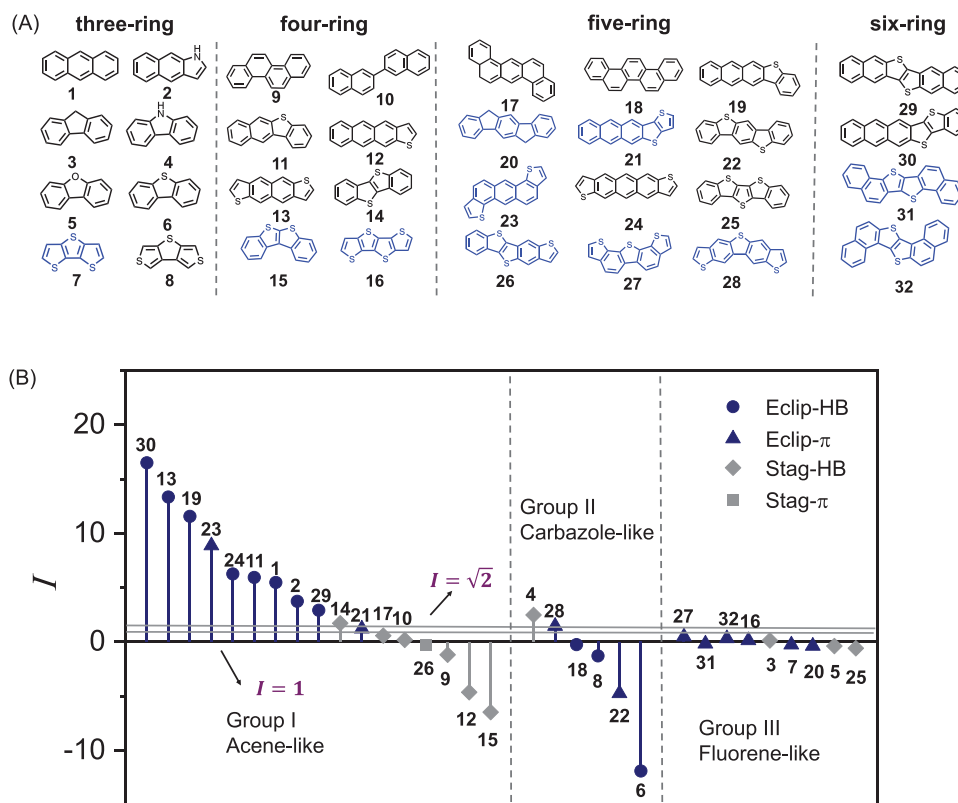 (A)
three-ring four-ring five-ring six-ring
H
N
1 2 9 10 17 18
S
19
S
S
29
H
N
3 4
S
11
S
12
20
S
S
21
S
S
22
S
S
S
30
O
5
S
6
S S
13
S
S
14
S
S
23
S S
24
S S
S
25
S
S
31
S
S S
7
S
S S
8
S S
15
S S
S S
16
S
S
S
26
S S S
27
S
S S
28
S
S
32
(B)
20
10
0
-10
I
Eclip-HB
Eclip-π
Stag-HB
Stag-π
30
13
19
23
24 11 1
2
29
14 21 17 10
26
9
12
15
I = √2
I = 1
Group I
Acene-like
Group II
Carbazole-like
4
28
18 8
22
6
27 32 16
31 3 7 20 5 25
Group III
Fluorene-like